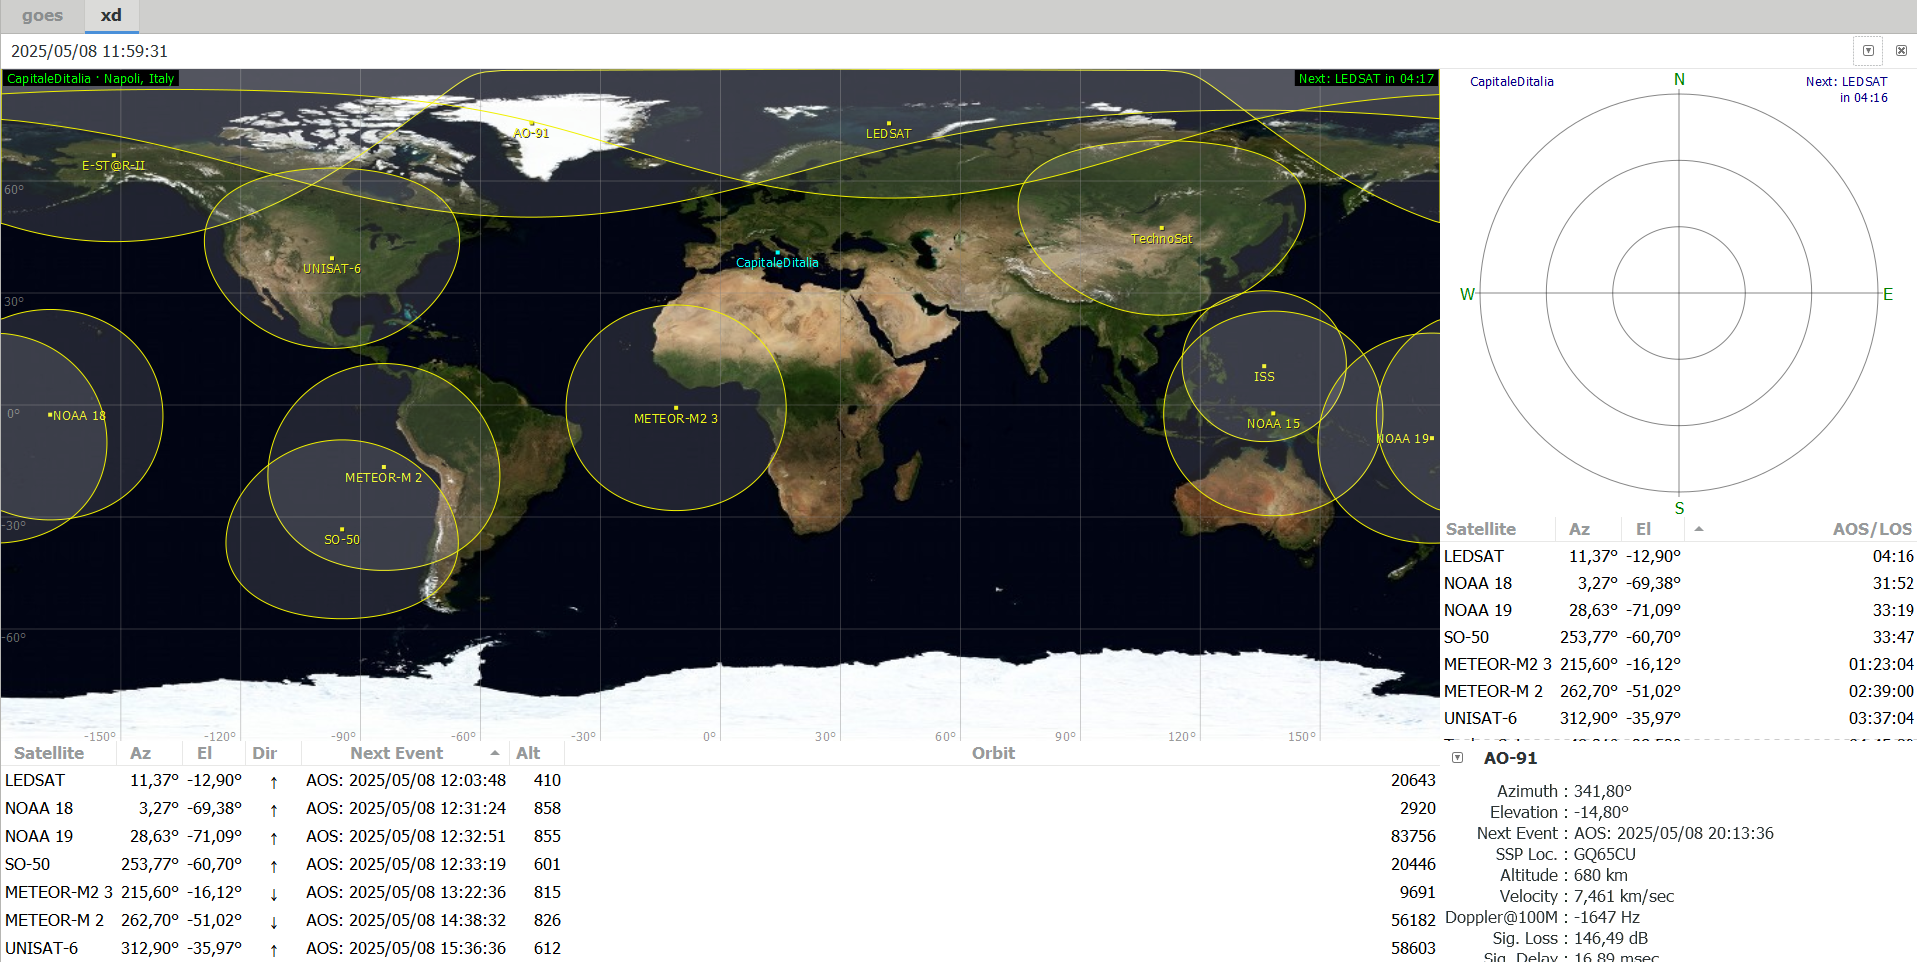 goes xd
2025/05/08 11:59:31
CapitaleDitalia · Napoli, Italy
Next: LEDSAT in 04:17
AO-91
LEDSAT
E-ST@R-II
60°
TechnoSat
CapitaleDitalia
UNISAT-6
30°
ISS
0°
NOAA 18
METEOR-M2 3
NOAA 15
NOAA 19
METEOR-M 2
-30°
SO-50
-60°
-150° -120° -90° -60° -30° 0° 30° 60° 90° 120° 150°
CapitaleDitalia
Next: LEDSAT
in 04:16
N
W
E
S
Satellite Az El AOS/LOS
LEDSAT 11,37° -12,90° 04:16
NOAA 18 3,27° -69,38° 31:52
NOAA 19 28,63° -71,09° 33:19
SO-50 253,77° -60,70° 33:47
METEOR-M2 3 215,60° -16,12° 01:23:04
METEOR-M 2 262,70° -51,02° 02:39:00
UNISAT-6 312,90° -35,97° 03:37:04
Satellite Az El Dir Next Event Alt Orbit
LEDSAT 11,37° -12,90° ↑ AOS: 2025/05/08 12:03:48 410 20643
NOAA 18 3,27° -69,38° ↑ AOS: 2025/05/08 12:31:24 858 2920
NOAA 19 28,63° -71,09° ↑ AOS: 2025/05/08 12:32:51 855 83756
SO-50 253,77° -60,70° ↑ AOS: 2025/05/08 12:33:19 601 20446
METEOR-M2 3 215,60° -16,12° ↓ AOS: 2025/05/08 13:22:36 815 9691
METEOR-M 2 262,70° -51,02° ↓ AOS: 2025/05/08 14:38:32 826 56182
UNISAT-6 312,90° -35,97° ↑ AOS: 2025/05/08 15:36:36 612 58603
AO-91
Azimuth : 341,80°
Elevation : -14,80°
Next Event : AOS: 2025/05/08 20:13:36
SSP Loc. : GQ65CU
Altitude : 680 km
Velocity : 7,461 km/sec
Doppler@100M : -1647 Hz
Sig. Loss : 146,49 dB
Sig. Delay : 16,89 msec